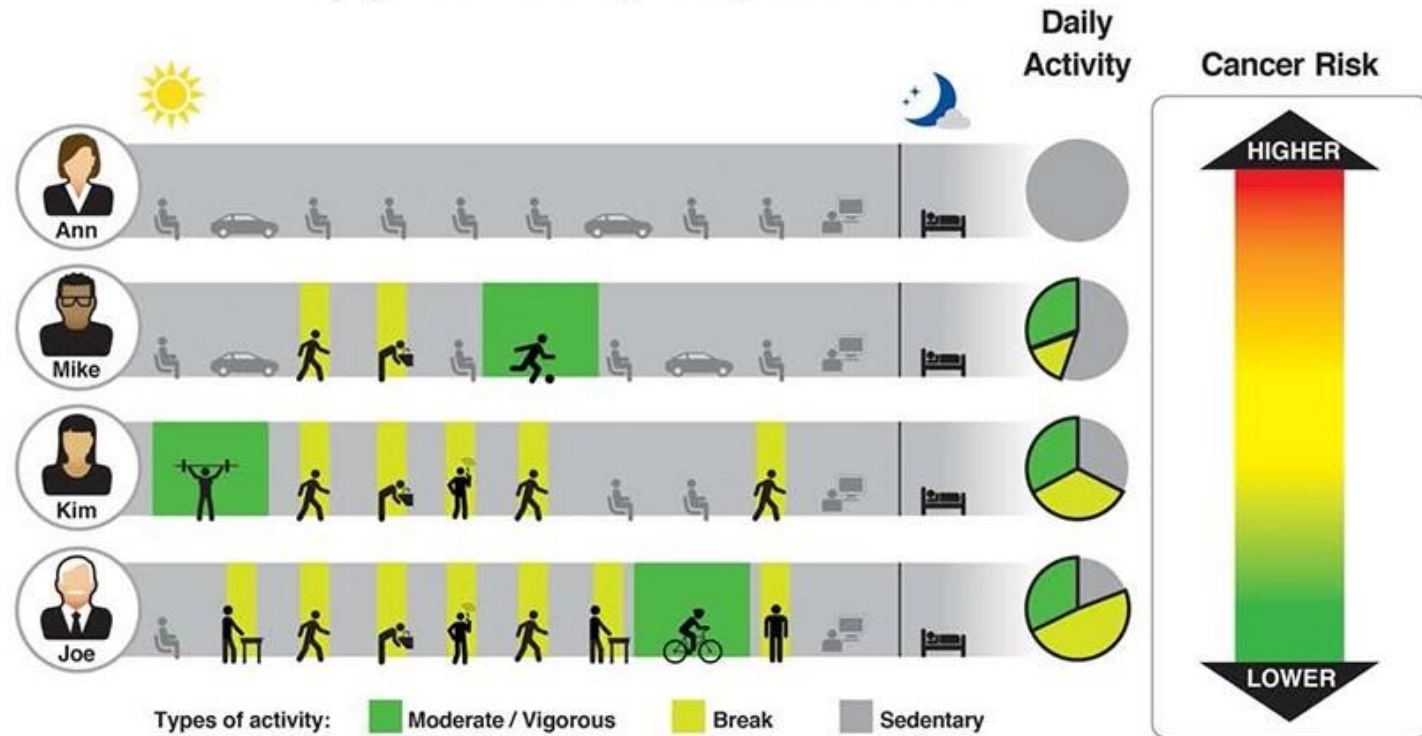 Daily
Activity
Cancer Risk
HIGHER
Ann
Mike
Kim
Joe
LOWER
Types of activity: Moderate / Vigorous Break Sedentary